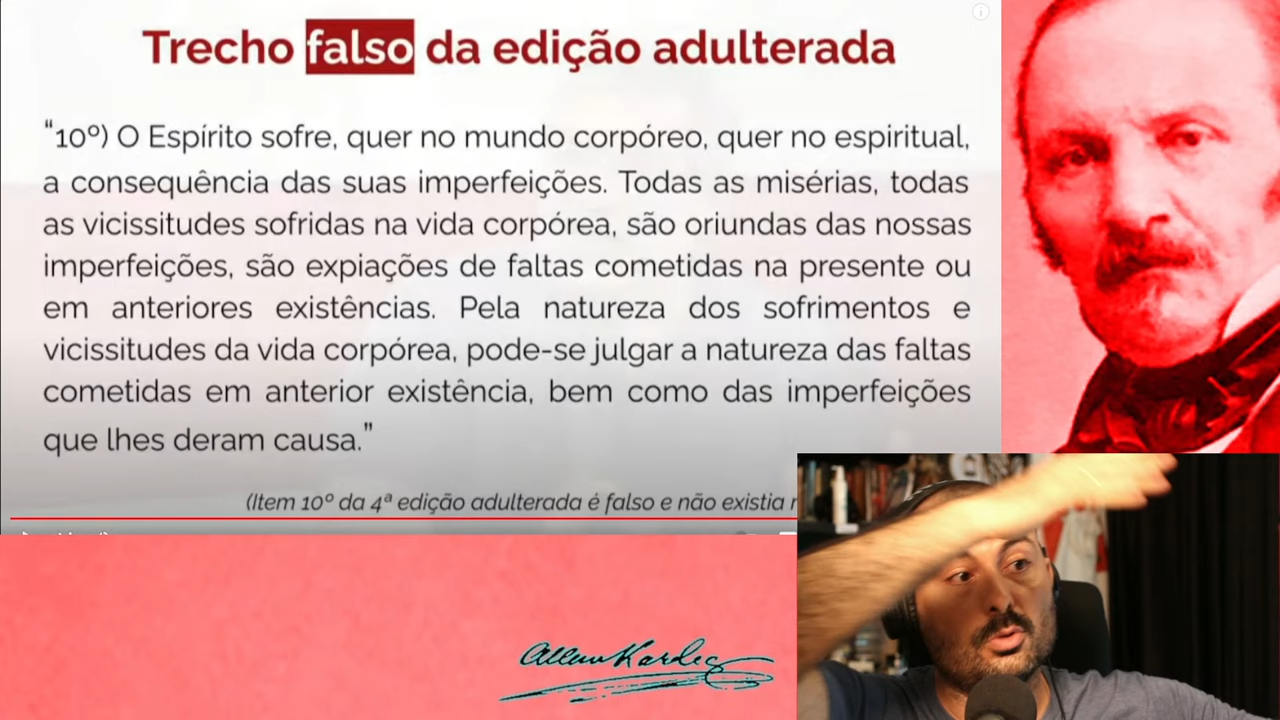 Trecho falso da edição adulterada
“10º) O Espírito sofre, quer no mundo corpóreo, quer no espiritual,
a consequência das suas imperfeições. Todas as misérias, todas
as vicissitudes sofridas na vida corpórea, são oriundas das nossas
imperfeições, são expiações de faltas cometidas na presente ou
em anteriores existências. Pela natureza dos sofrimentos e
vicissitudes da vida corpórea, pode-se julgar a natureza das faltas
cometidas em anterior existência, bem como das imperfeições
que lhes deram causa.”
(Item 10º da 4ª edição adulterada é falso e não existia
Allan Kardec